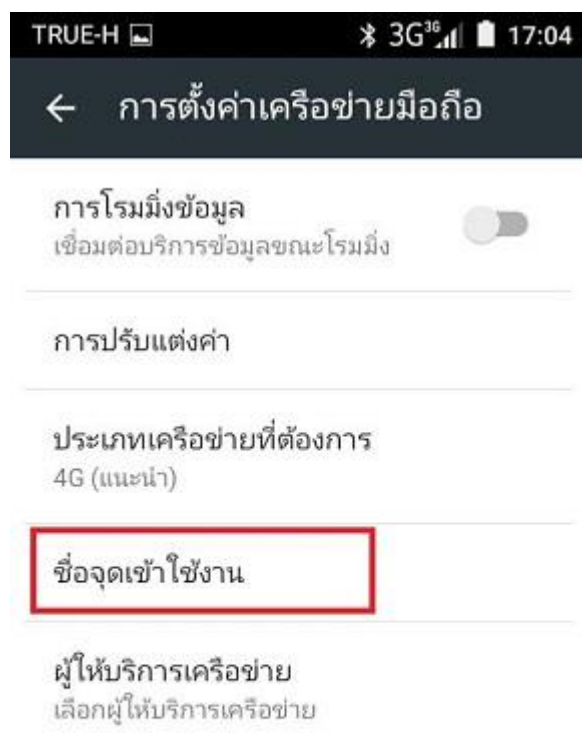 TRUE-H 3G 3G 17:04
การตั้งค่าเครือข่ายมือถือ
การโรมมิ่งข้อมูล
เชื่อมต่อบริการข้อมูลขณะโรมมิ่ง
การปรับแต่งค่า
ประเภทเครือข่ายที่ต้องการ
4G (แนะนำ)
ชื่อจุดเข้าใช้งาน
ผู้ให้บริการเครือข่าย
เลือกผู้ให้บริการเครือข่าย